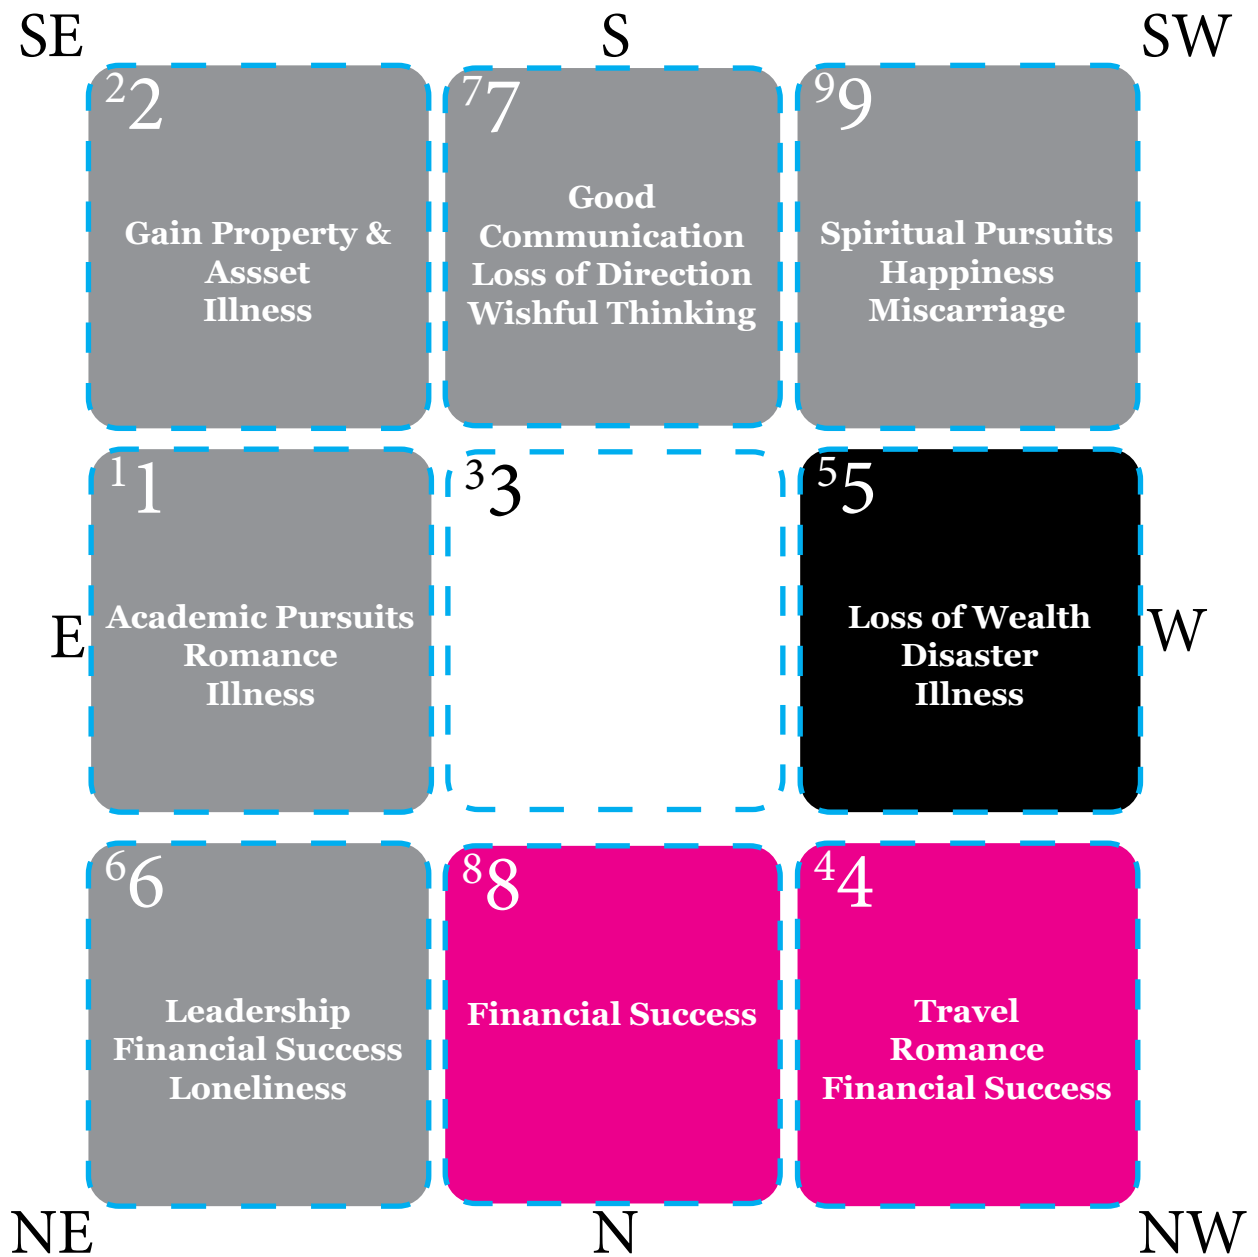 SE
S
SW
22
Gain Property &
Assset
Illness
77
Good
Communication
Loss of Direction
Wishful Thinking
99
Spiritual Pursuits
Happiness
Miscarriage
E
11
Academic Pursuits
Romance
Illness
33
55
Loss of Wealth
Disaster
Illness
W
66
Leadership
Financial Success
Loneliness
88
Financial Success
44
Travel
Romance
Financial Success
NE
N
NW